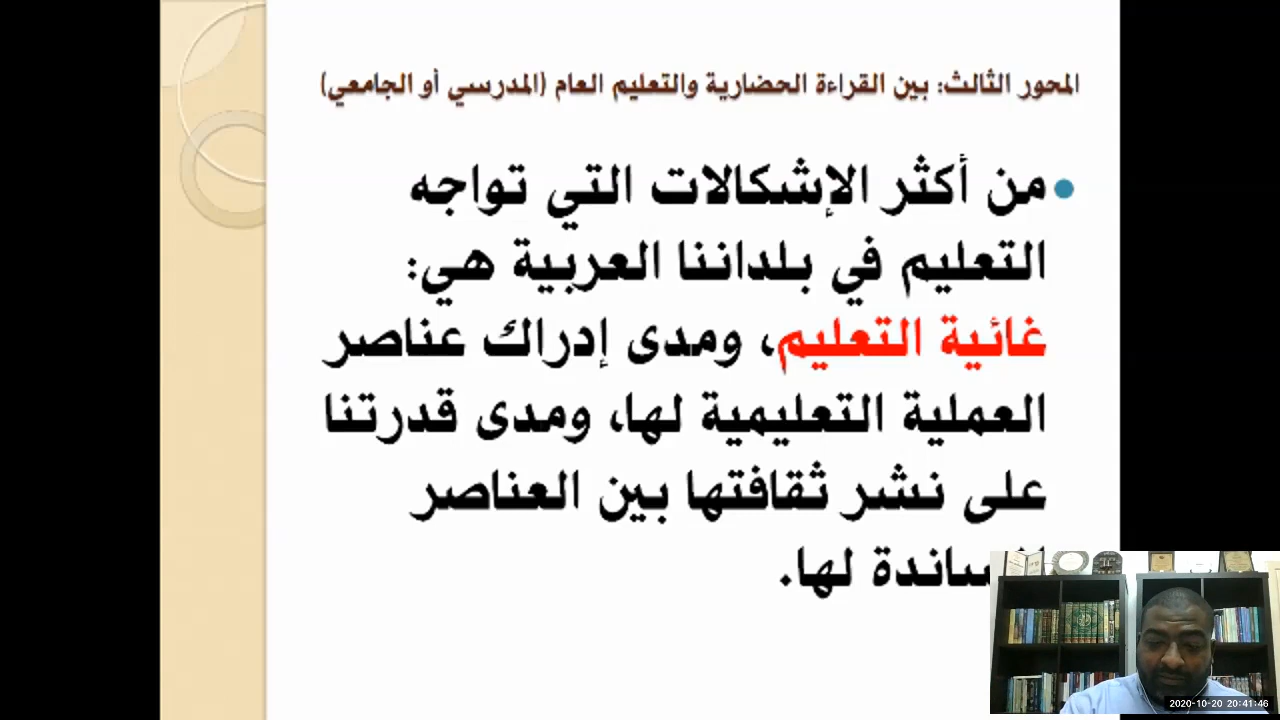 المحور الثالث: بين القراءة الحضارية والتعليم العام (المدرسي أو الجامعي)
من أكثر الإشكالات التي تواجه
التعليم في بلداننا العربية هي:
غائية التعليم، ومدى إدراك عناصر
العملية التعليمية لها، ومدى قدرتنا
على نشر ثقافتها بين العناصر
لها.
2020-10-20 20:41:46